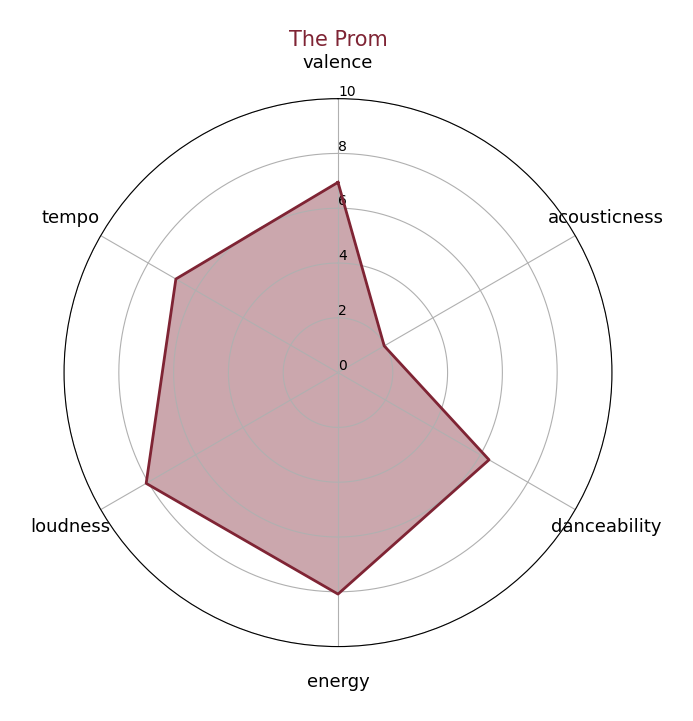 The Prom
valence
10
8
tempo
6
acousticness
4
2
0
loudness
danceability
energy